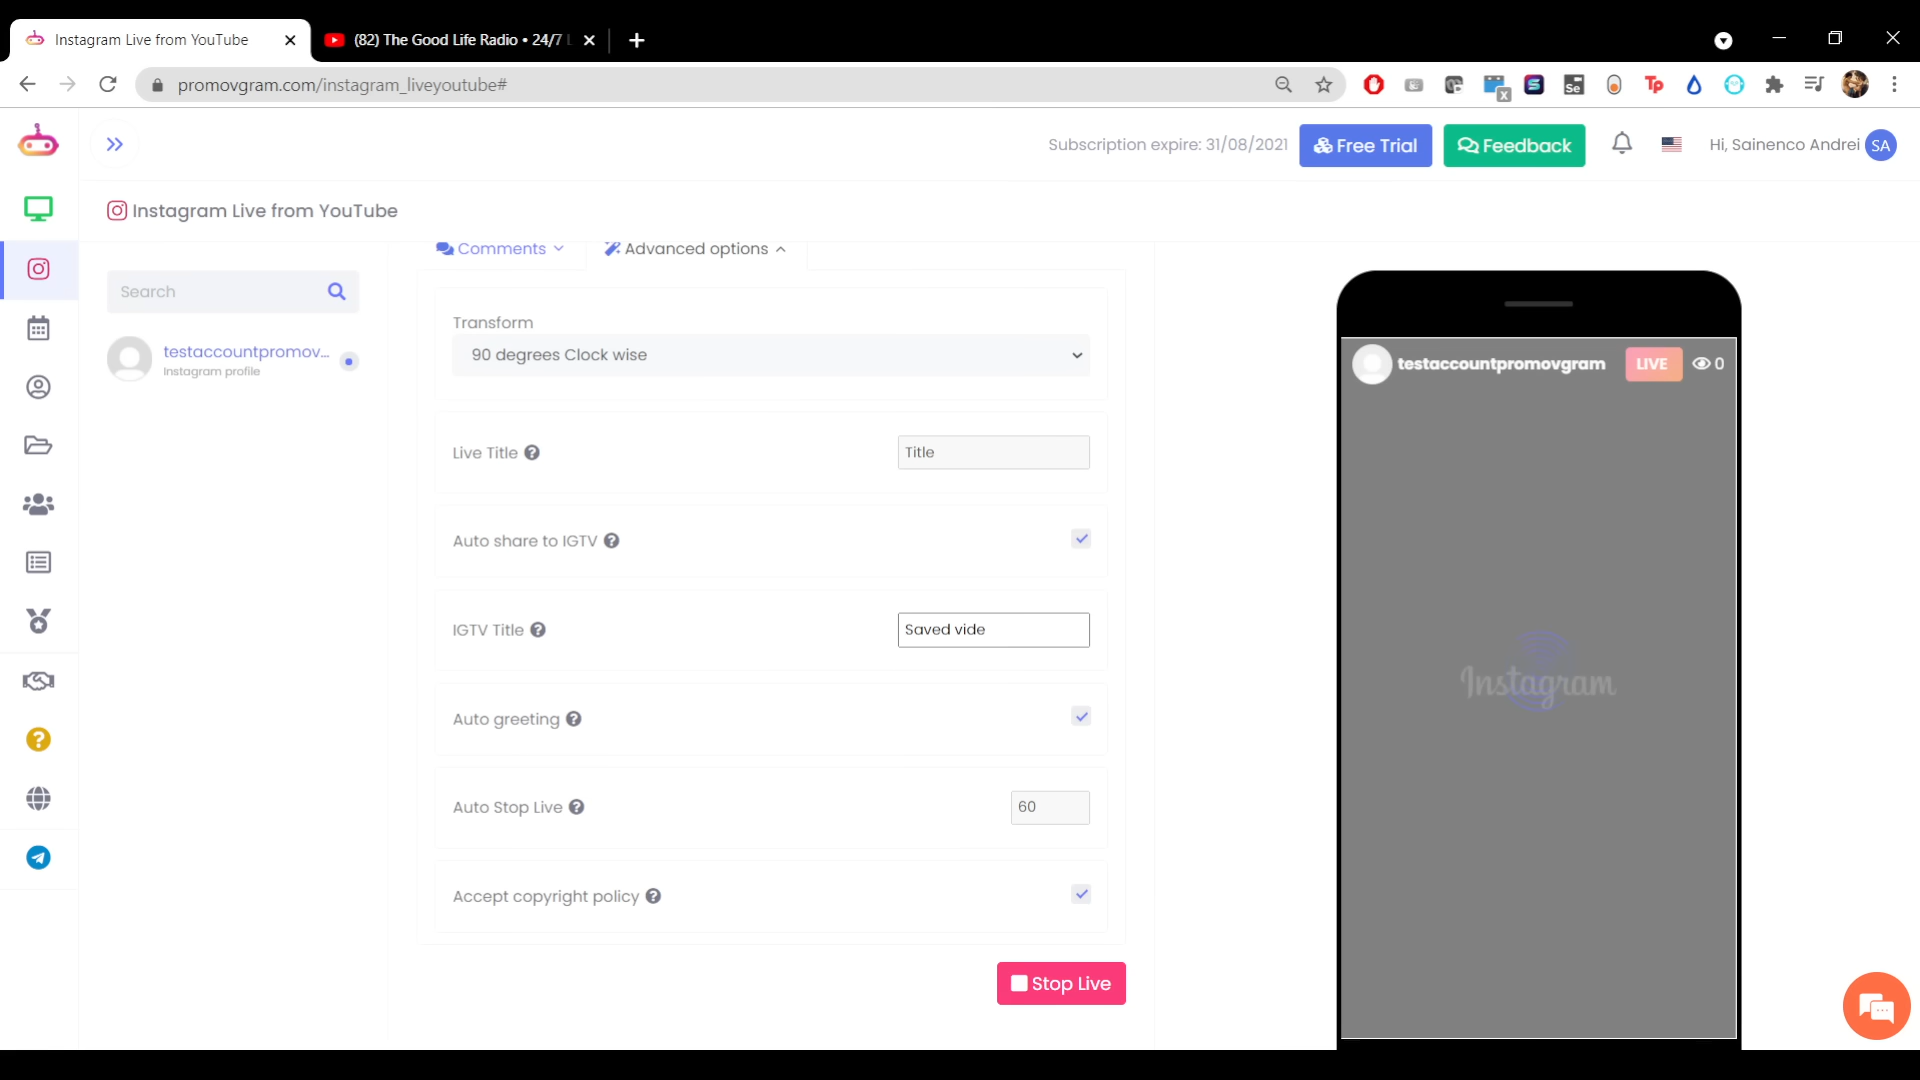 Instagram Live from YouTube
(82) The Good Life Radio • 24/7
promovgram.com/instagram_liveyoutube#
Subscription expire: 31/08/2021
Free Trial
Feedback
Hi, Sainenco Andrei
SA
Instagram Live from YouTube
Comments
Advanced options
Search
testaccountpromov...
Instagram profile
Transform
90 degrees Clock wise
Live Title
Title
Auto share to IGTV
IGTV Title
Saved vide
Auto greeting
Auto Stop Live
60
Accept copyright policy
Stop Live
testaccountpromovgram
LIVE
0
Instagram